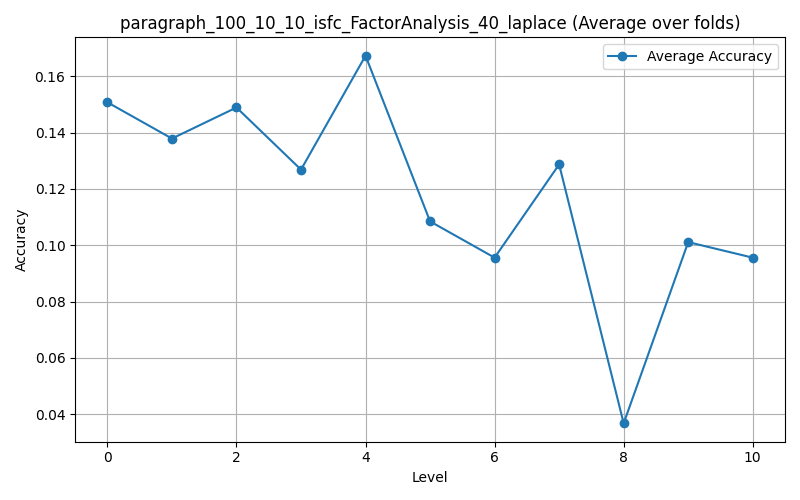 paragraph_100_10_10_isfc_FactorAnalysis_40_laplace (Average over folds)
Average Accuracy
0.16
0.14
0.12
0.10
0.08
0.06
0.04
Accuracy
0 2 4 6 8 10
Level